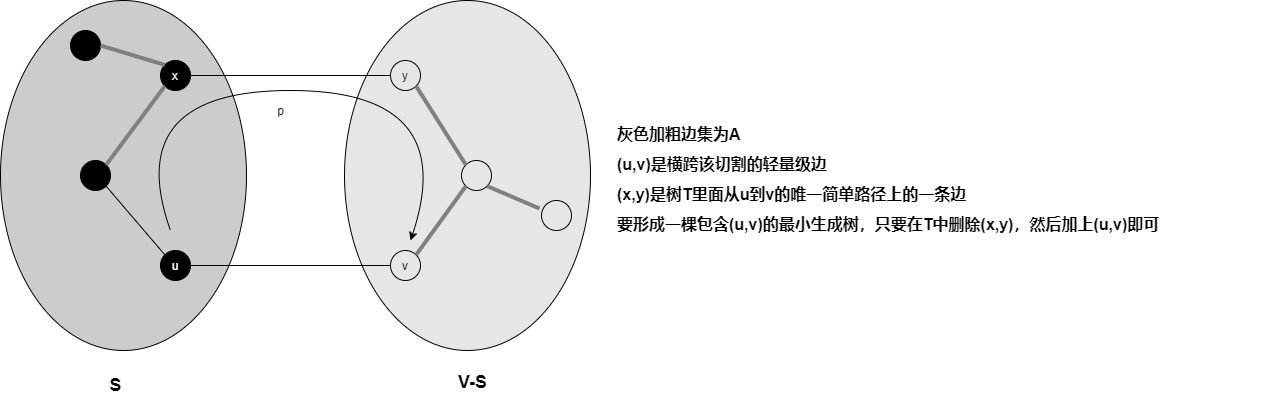 x
y
p
灰色加粗边集为A
(u,v)是横跨该切割的轻量级边
(x,y)是树T里面从u到v的唯一简单路径上的一条边
要形成一棵包含(u,v)的最小生成树，只要在T中删除(x,y)，然后加上(u,v)即可
u
v
S
V-S